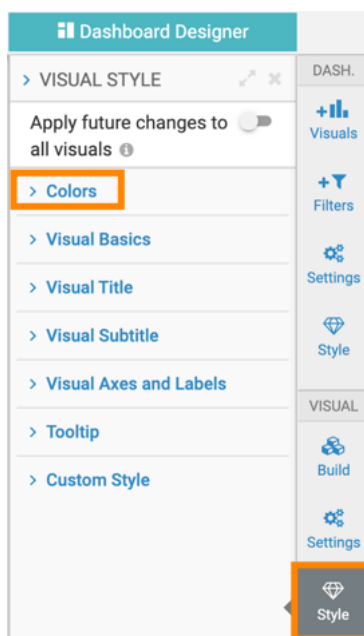 Dashboard Designer
VISUAL STYLE
Apply future changes to
all visuals
Colors
Visual Basics
Visual Title
Visual Subtitle
Visual Axes and Labels
Tooltip
Custom Style
DASH.
Visuals
Filters
Settings
Style
VISUAL
Build
Settings
Style